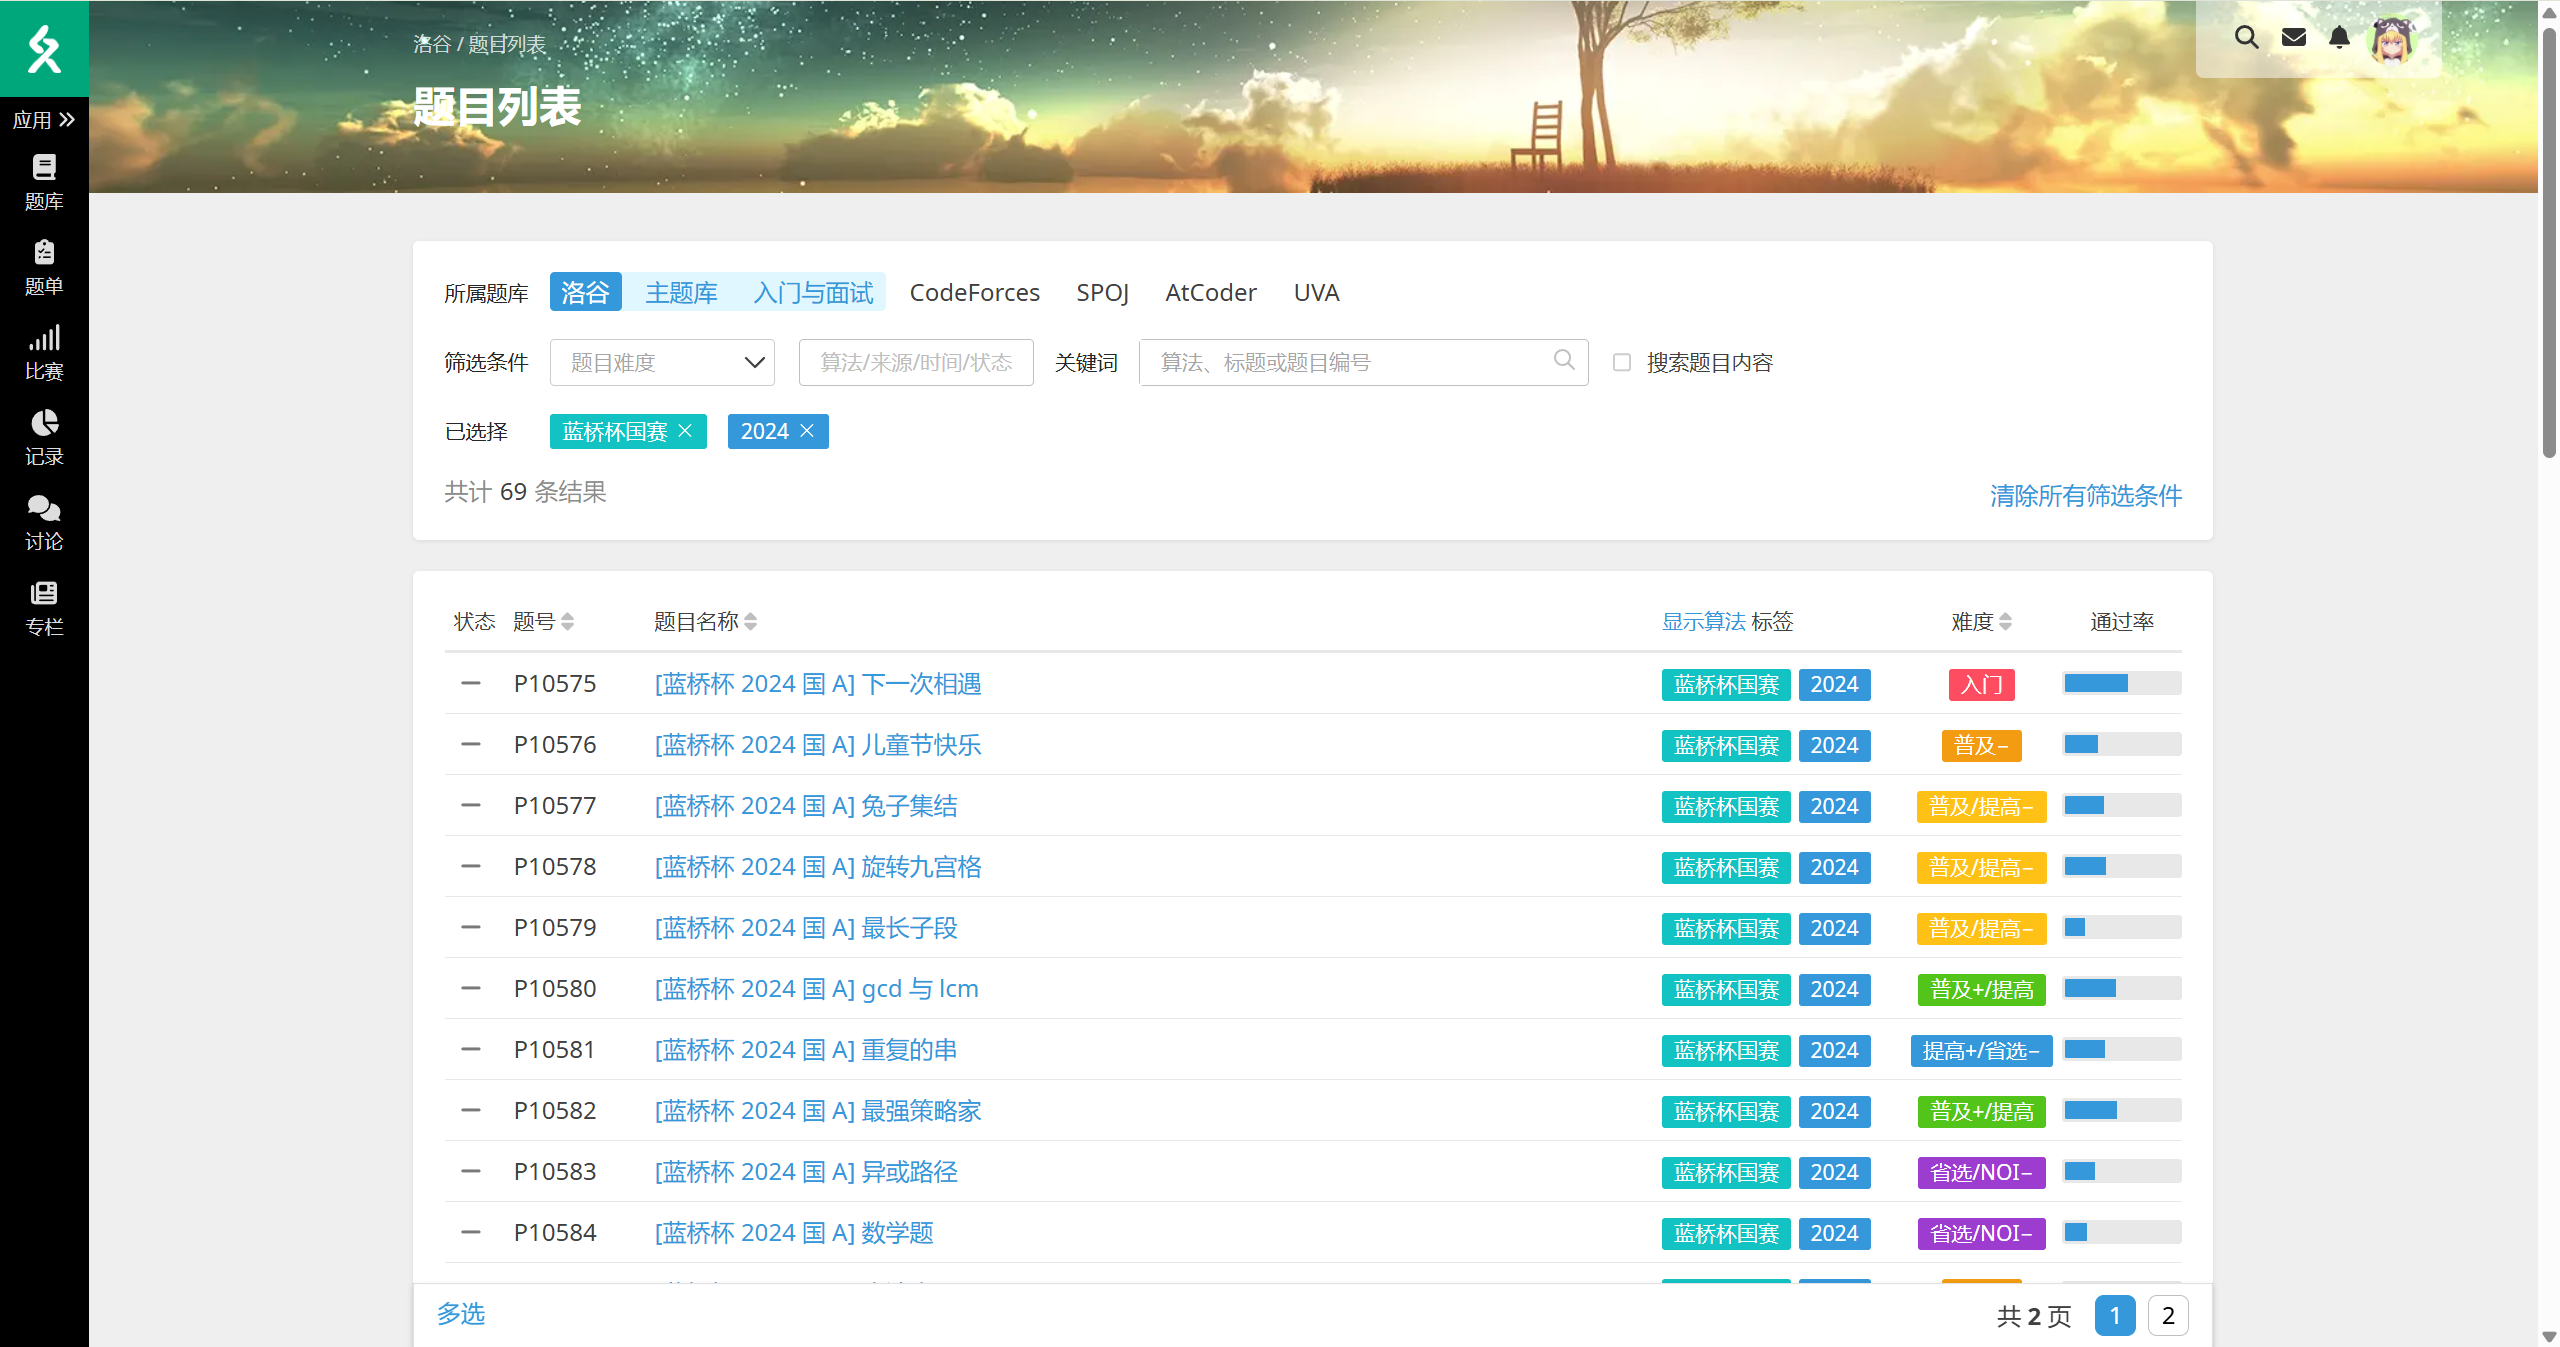 洛谷 / 题目列表
题目列表
应用
题库
题单
比赛
记录
讨论
专栏
所属题库 洛谷 主题库 入门与面试 CodeForces SPOJ AtCoder UVA
筛选条件 题目难度 算法/来源/时间/状态 关键词 算法、标题或题目编号 搜索题目内容
已选择 蓝桥杯国赛 × 2024 ×
共计 69 条结果 清除所有筛选条件
状态 题号 题目名称 显示算法 标签 难度 通过率
P10575 [蓝桥杯 2024 国 A] 下一次相遇 蓝桥杯国赛 2024 入门
P10576 [蓝桥杯 2024 国 A] 儿童节快乐 蓝桥杯国赛 2024 普及−
P10577 [蓝桥杯 2024 国 A] 兔子集结 蓝桥杯国赛 2024 普及/提高−
P10578 [蓝桥杯 2024 国 A] 旋转九宫格 蓝桥杯国赛 2024 普及/提高−
P10579 [蓝桥杯 2024 国 A] 最长子段 蓝桥杯国赛 2024 普及/提高−
P10580 [蓝桥杯 2024 国 A] gcd 与 lcm 蓝桥杯国赛 2024 普及+/提高
P10581 [蓝桥杯 2024 国 A] 重复的串 蓝桥杯国赛 2024 提高+/省选−
P10582 [蓝桥杯 2024 国 A] 最强策略家 蓝桥杯国赛 2024 普及+/提高
P10583 [蓝桥杯 2024 国 A] 异或路径 蓝桥杯国赛 2024 省选/NOI−
P10584 [蓝桥杯 2024 国 A] 数学题 蓝桥杯国赛 2024 省选/NOI−
多选 共 2 页 1 2